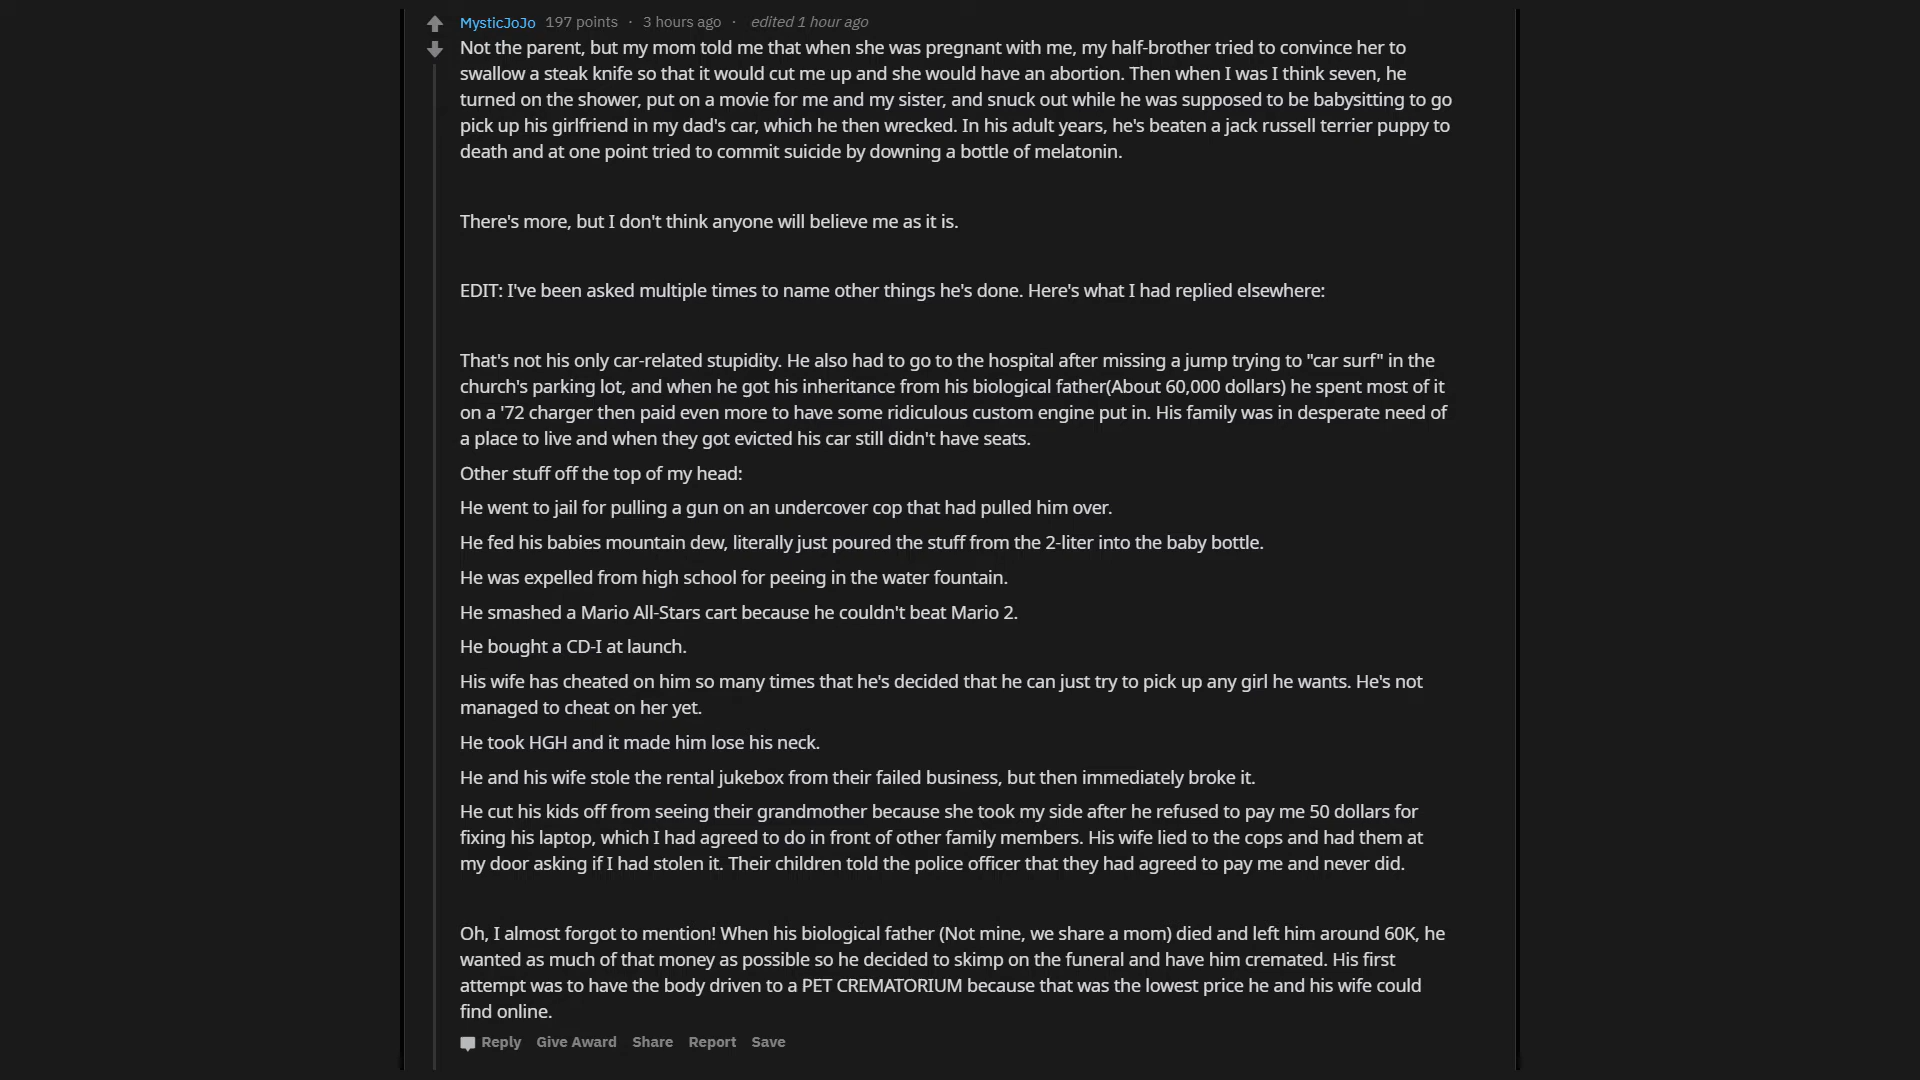 MysticJoJo 197 points · 3 hours ago · edited 1 hour ago
Not the parent, but my mom told me that when she was pregnant with me, my half-brother tried to convince her to
swallow a steak knife so that it would cut me up and she would have an abortion. Then when I was I think seven, he
turned on the shower, put on a movie for me and my sister, and snuck out while he was supposed to be babysitting to go
pick up his girlfriend in my dad's car, which he then wrecked. In his adult years, he's beaten a jack russell terrier puppy to
death and at one point tried to commit suicide by downing a bottle of melatonin.
There's more, but I don't think anyone will believe me as it is.
EDIT: I've been asked multiple times to name other things he's done. Here's what I had replied elsewhere:
That's not his only car-related stupidity. He also had to go to the hospital after missing a jump trying to "car surf" in the
church's parking lot, and when he got his inheritance from his biological father(About 60,000 dollars) he spent most of it
on a '72 charger then paid even more to have some ridiculous custom engine put in. His family was in desperate need of
a place to live and when they got evicted his car still didn't have seats.
Other stuff off the top of my head:
He went to jail for pulling a gun on an undercover cop that had pulled him over.
He fed his babies mountain dew, literally just poured the stuff from the 2-liter into the baby bottle.
He was expelled from high school for peeing in the water fountain.
He smashed a Mario All-Stars cart because he couldn't beat Mario 2.
He bought a CD-I at launch.
His wife has cheated on him so many times that he's decided that he can just try to pick up any girl he wants. He's not
managed to cheat on her yet.
He took HGH and it made him lose his neck.
He and his wife stole the rental jukebox from their failed business, but then immediately broke it.
He cut his kids off from seeing their grandmother because she took my side after he refused to pay me 50 dollars for
fixing his laptop, which I had agreed to do in front of other family members. His wife lied to the cops and had them at
my door asking if I had stolen it. Their children told the police officer that they had agreed to pay me and never did.
Oh, I almost forgot to mention! When his biological father (Not mine, we share a mom) died and left him around 60K, he
wanted as much of that money as possible so he decided to skimp on the funeral and have him cremated. His first
attempt was to have the body driven to a PET CREMATORIUM because that was the lowest price he and his wife could
find online.
Reply Give Award Share Report Save